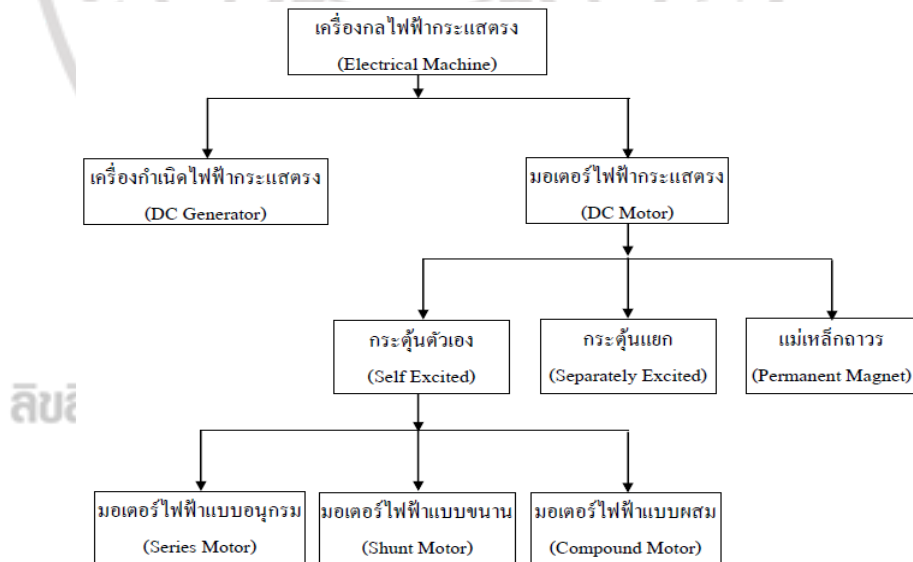 เครื่องกลไฟฟ้ากระแสตรง
(Electrical Machine)
เครื่องกำเนิดไฟฟ้ากระแสตรง
(DC Generator)
มอเตอร์ไฟฟ้ากระแสตรง
(DC Motor)
กระตุ้นตัวเอง
(Self Excited)
กระตุ้นแยก
(Separately Excited)
แม่เหล็กถาวร
(Permanent Magnet)
มอเตอร์ไฟฟ้าแบบอนุกรม
(Series Motor)
มอเตอร์ไฟฟ้าแบบขนาน
(Shunt Motor)
มอเตอร์ไฟฟ้าแบบผสม
(Compound Motor)